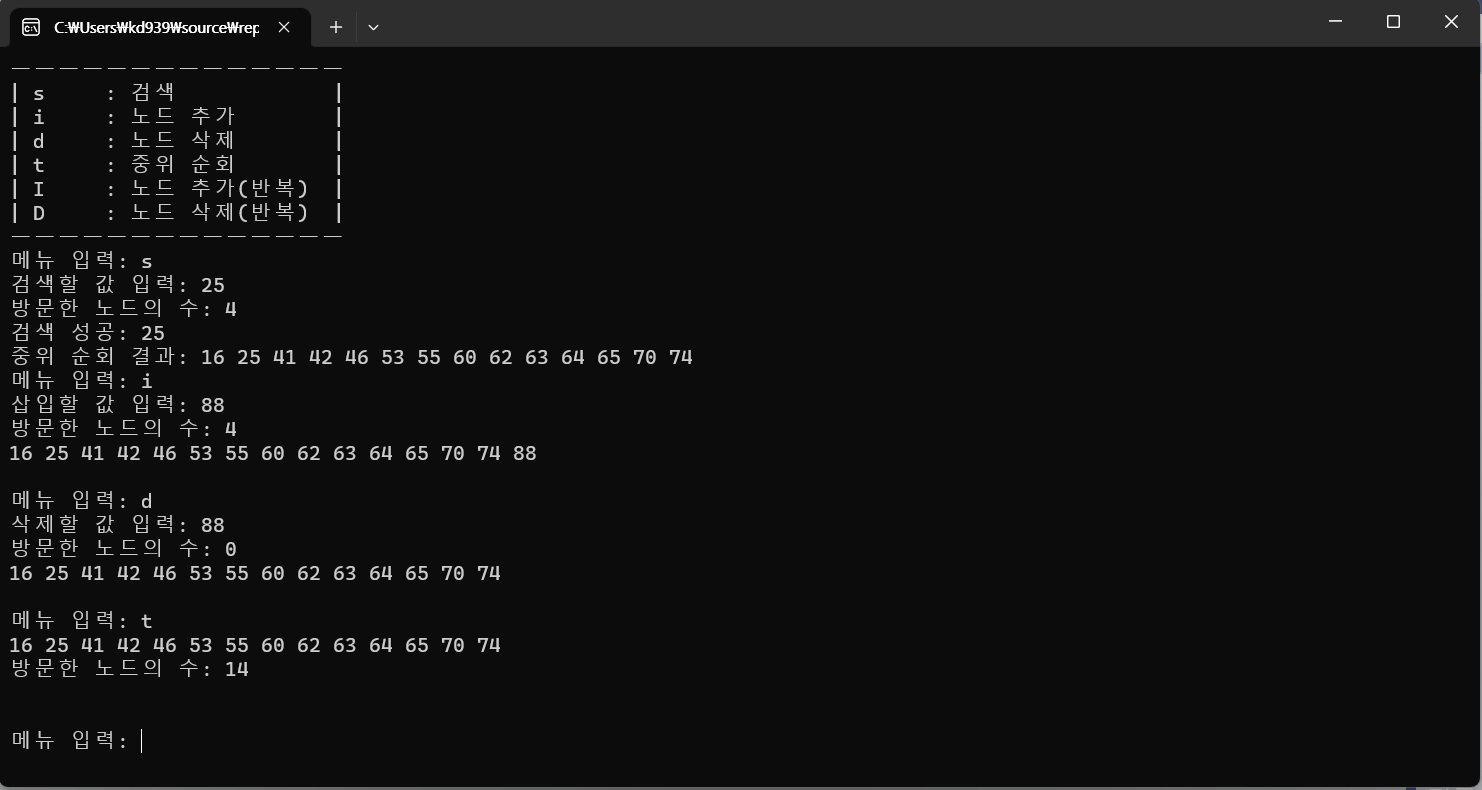 C:₩Users₩kd939₩source₩rep
— — — — — — — — — — — — — —
| s : 검색 |
| i : 노드 추가 |
| d : 노드 삭제 |
| t : 중위 순회 |
| I : 노드 추가(반복) |
| D : 노드 삭제(반복) |
— — — — — — — — — — — — — —
메뉴 입력: s
검색할 값 입력: 25
방문한 노드의 수: 4
검색 성공: 25
중위 순회 결과: 16 25 41 42 46 53 55 60 62 63 64 65 70 74
메뉴 입력: i
삽입할 값 입력: 88
방문한 노드의 수: 4
16 25 41 42 46 53 55 60 62 63 64 65 70 74 88
메뉴 입력: d
삭제할 값 입력: 88
방문한 노드의 수: 0
16 25 41 42 46 53 55 60 62 63 64 65 70 74
메뉴 입력: t
16 25 41 42 46 53 55 60 62 63 64 65 70 74
방문한 노드의 수: 14
메뉴 입력: